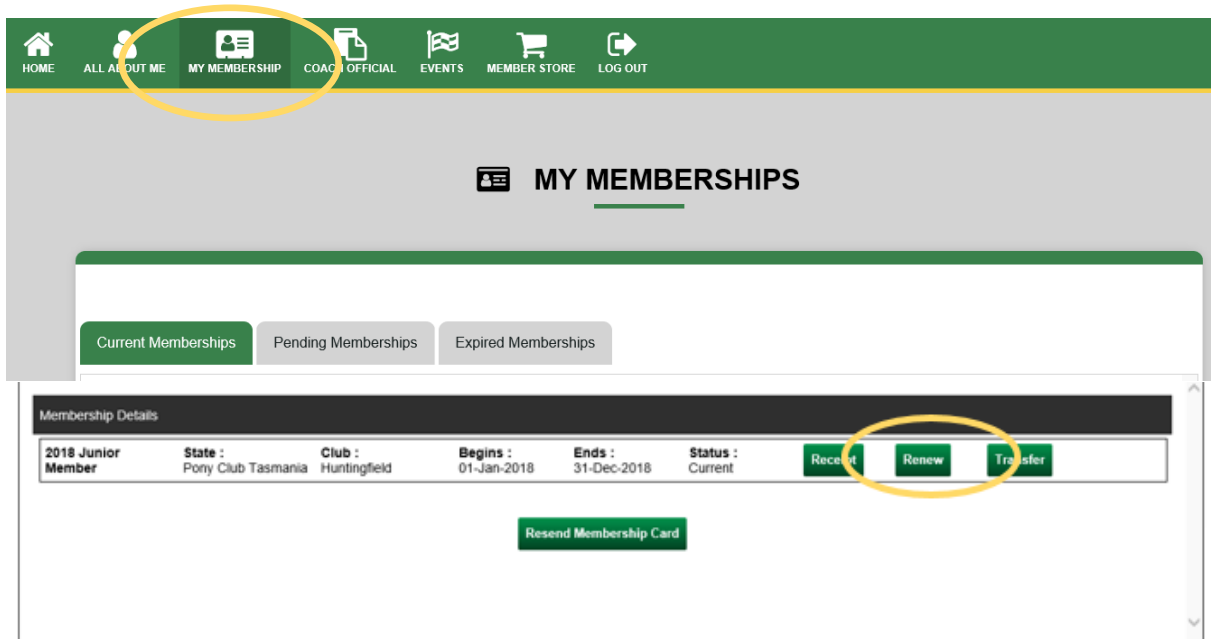 HOME ALL ABOUT ME MY MEMBERSHIP COACH OFFICIAL EVENTS MEMBER STORE LOG OUT
MY MEMBERSHIPS
Current Memberships Pending Memberships Expired Memberships
Membership Details
2018 Junior State : Club : Begins : Ends : Status :
Member Pony Club Tasmania Huntingfield 01-Jan-2018 31-Dec-2018 Current
Receipt Renew Transfer
Resend Membership Card